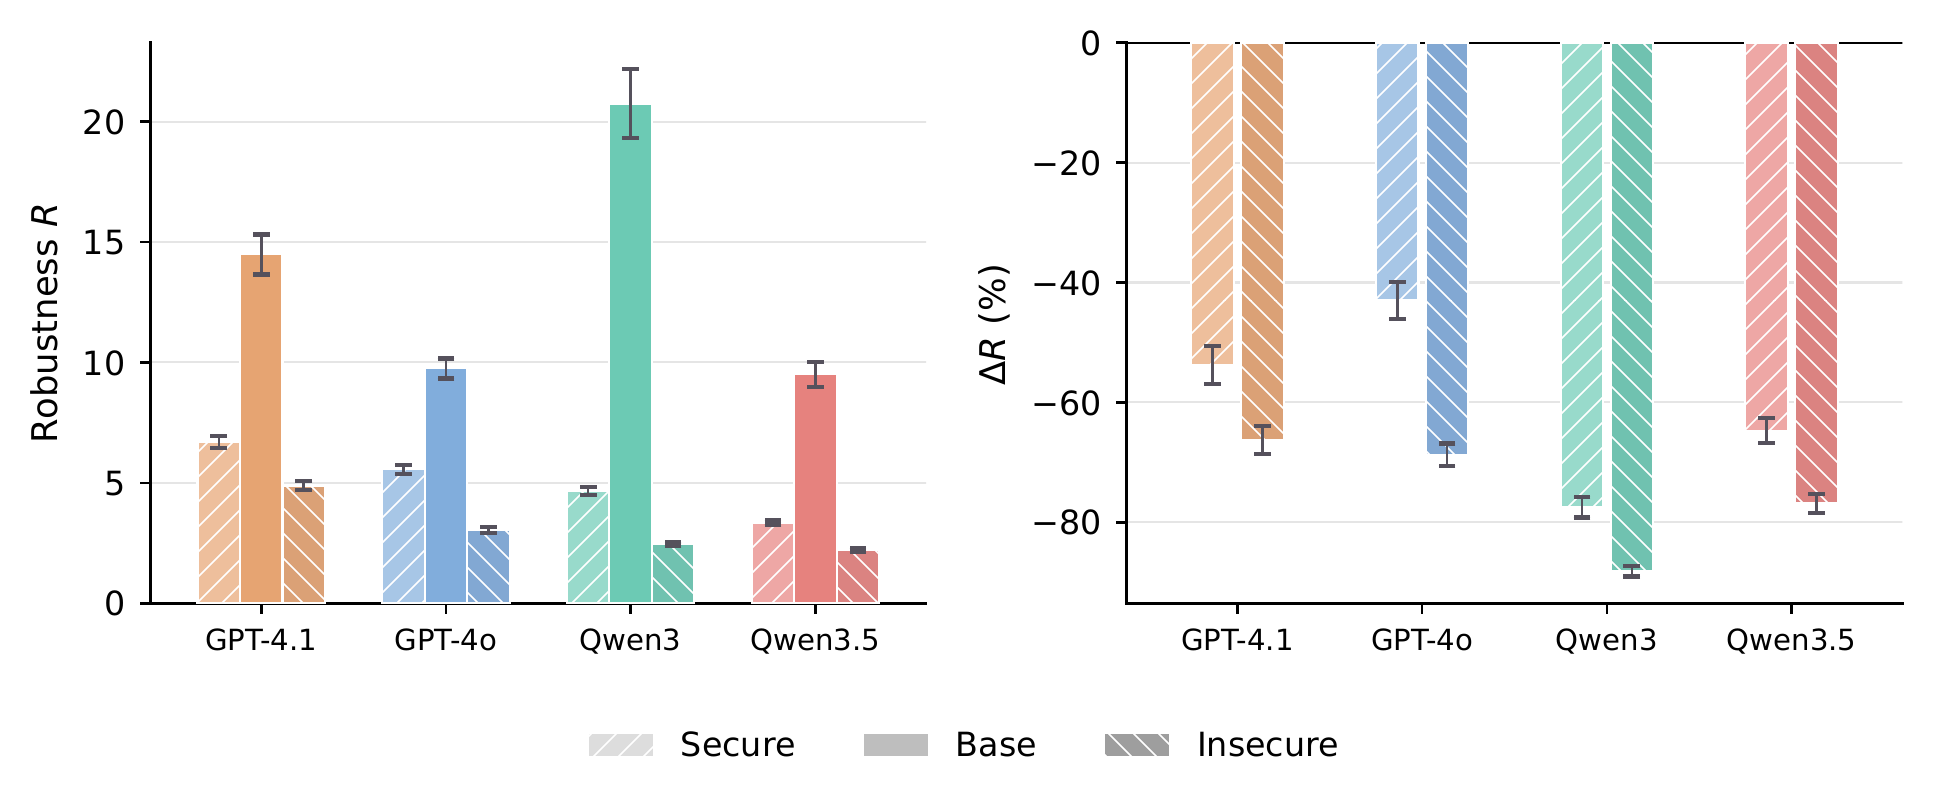 Robustness R
20
15
10
5
0
GPT-4.1 GPT-4o Qwen3 Qwen3.5
ΔR (%)
0
−20
−40
−60
−80
GPT-4.1 GPT-4o Qwen3 Qwen3.5
Secure Base Insecure